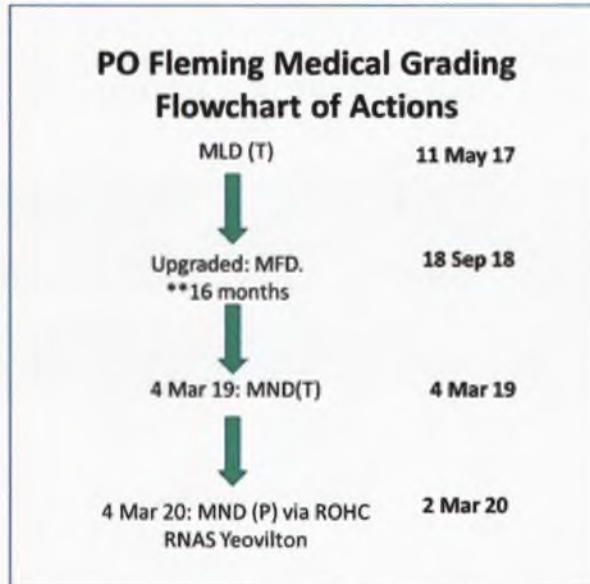 PO Fleming Medical Grading
Flowchart of Actions
MLD (T) 11 May 17
Upgraded: MFD. 18 Sep 18
**16 months
4 Mar 19: MND(T) 4 Mar 19
4 Mar 20: MND (P) via ROHC 2 Mar 20
RNAS Yeovilton